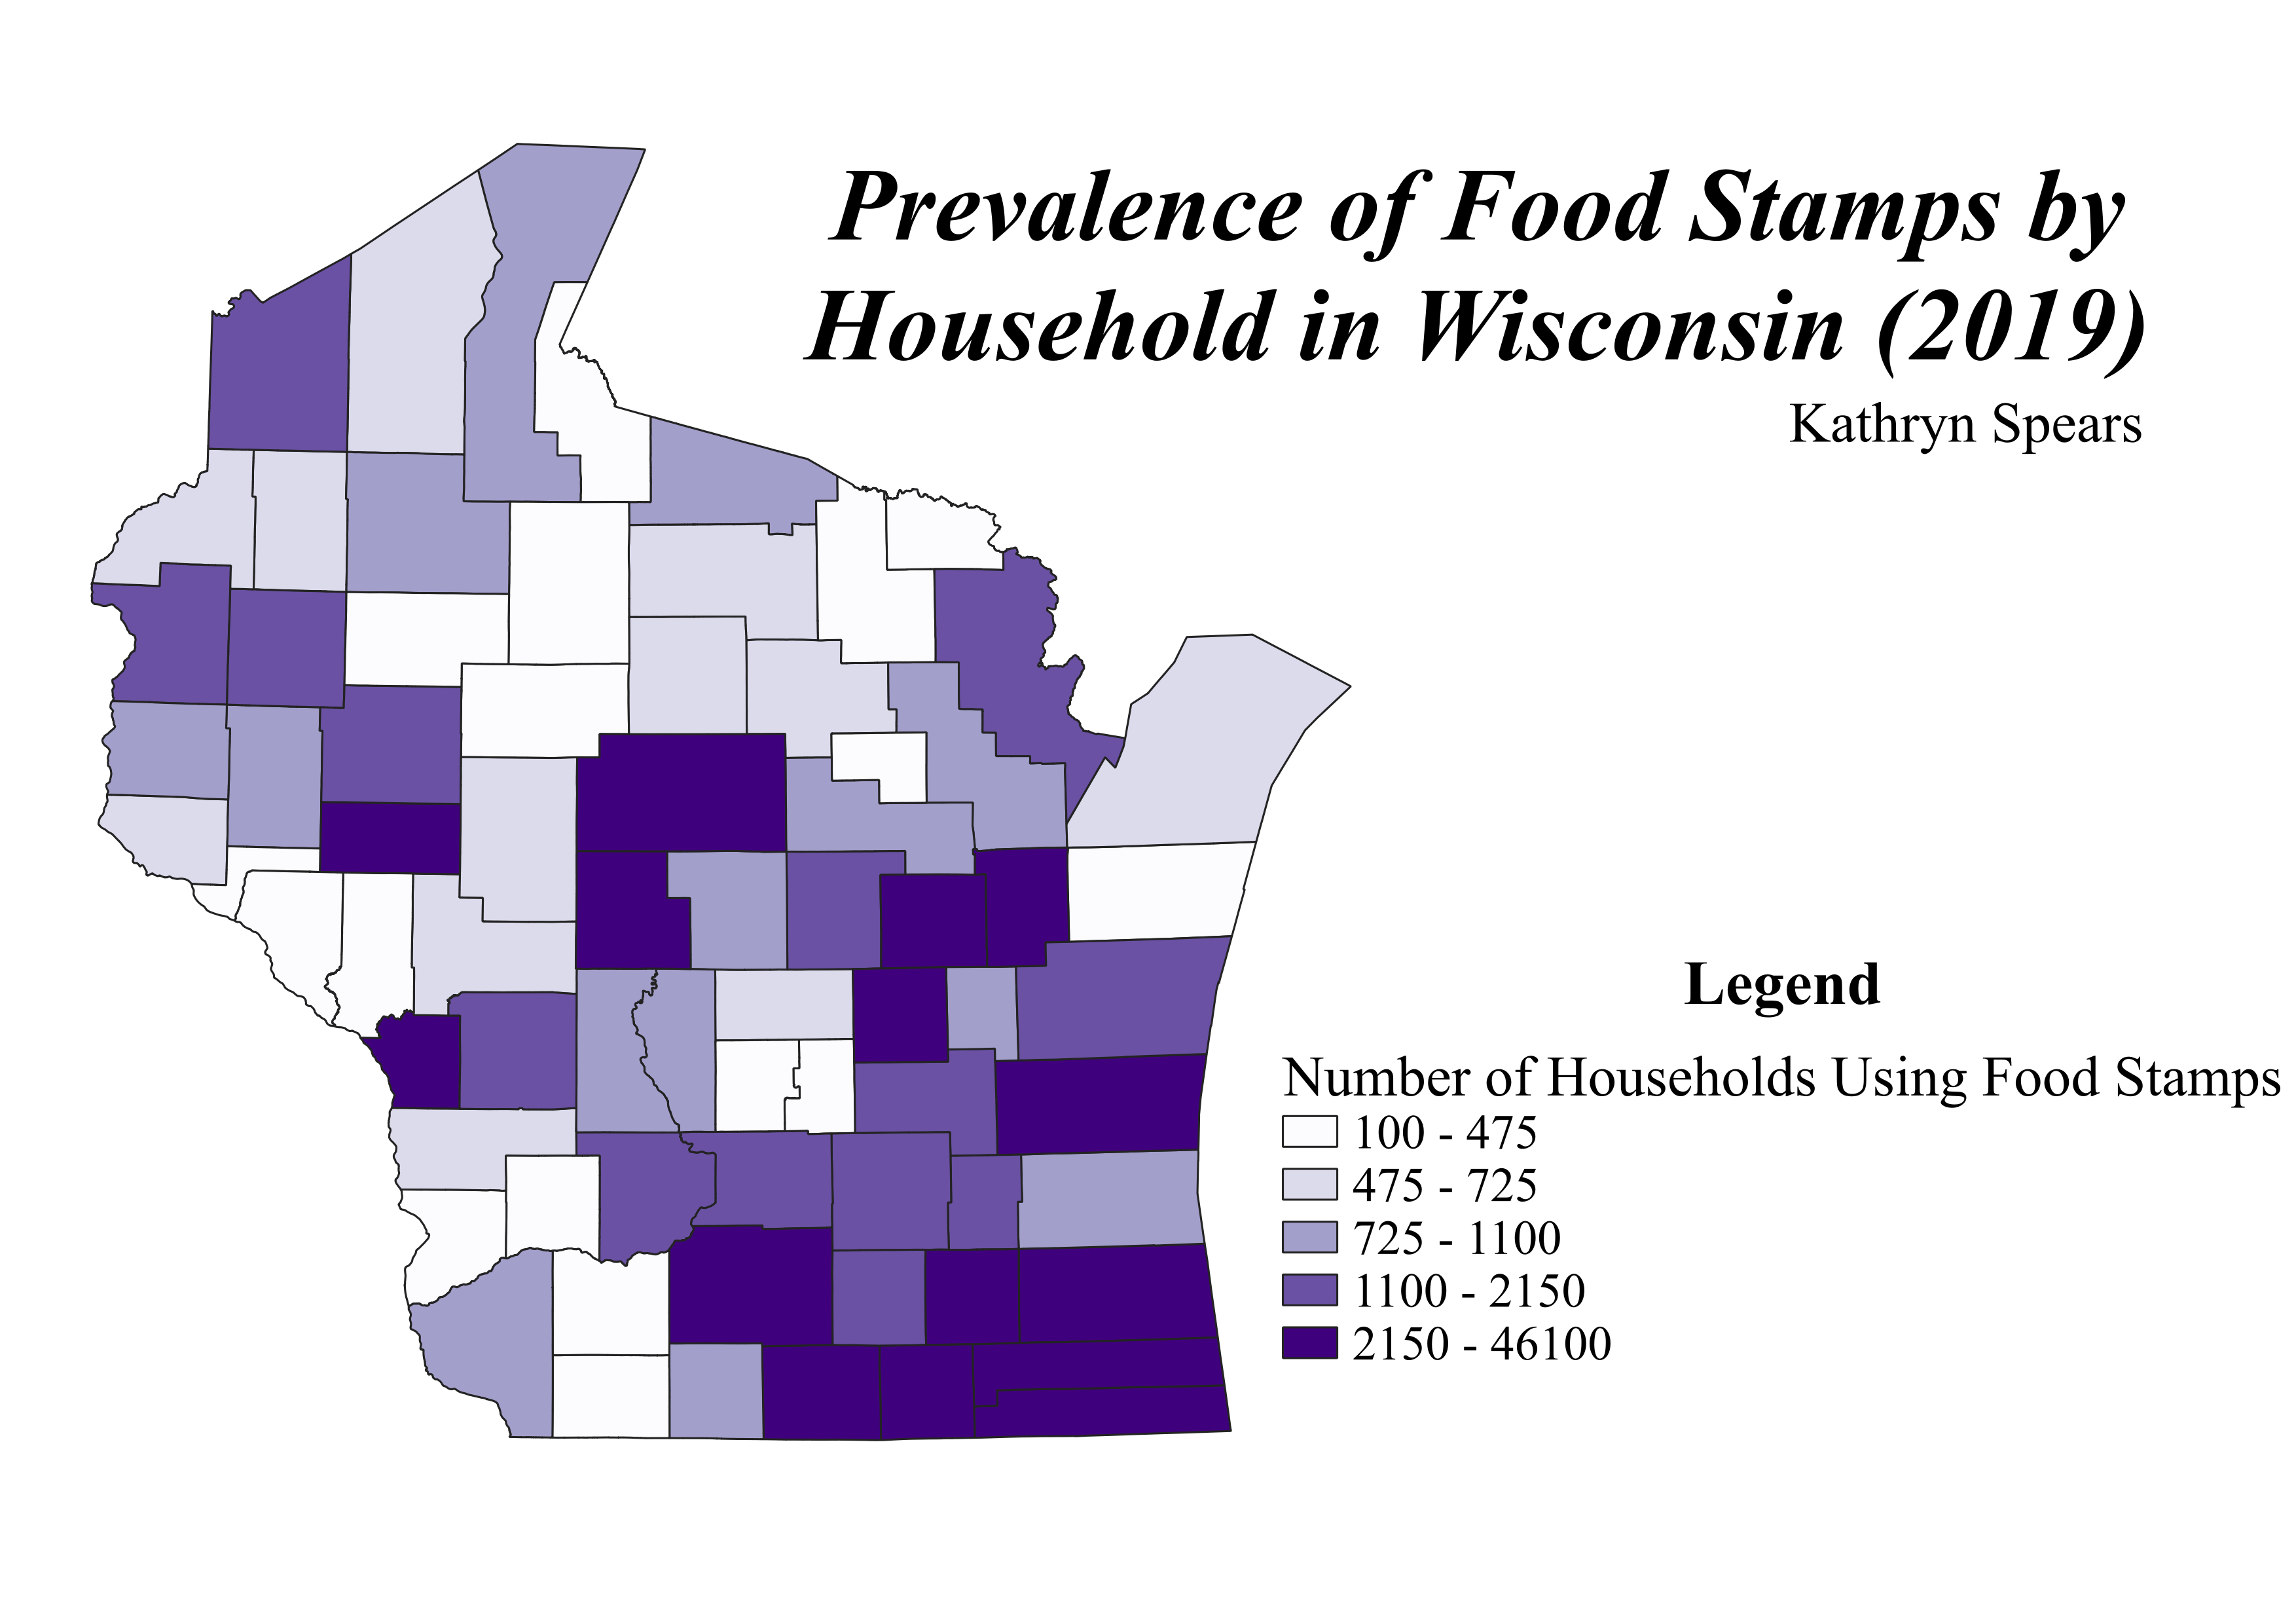 Prevalence of Food Stamps by
Household in Wisconsin (2019)
Kathryn Spears
Legend
Number of Households Using Food Stamps
100 - 475
475 - 725
725 - 1100
1100 - 2150
2150 - 46100